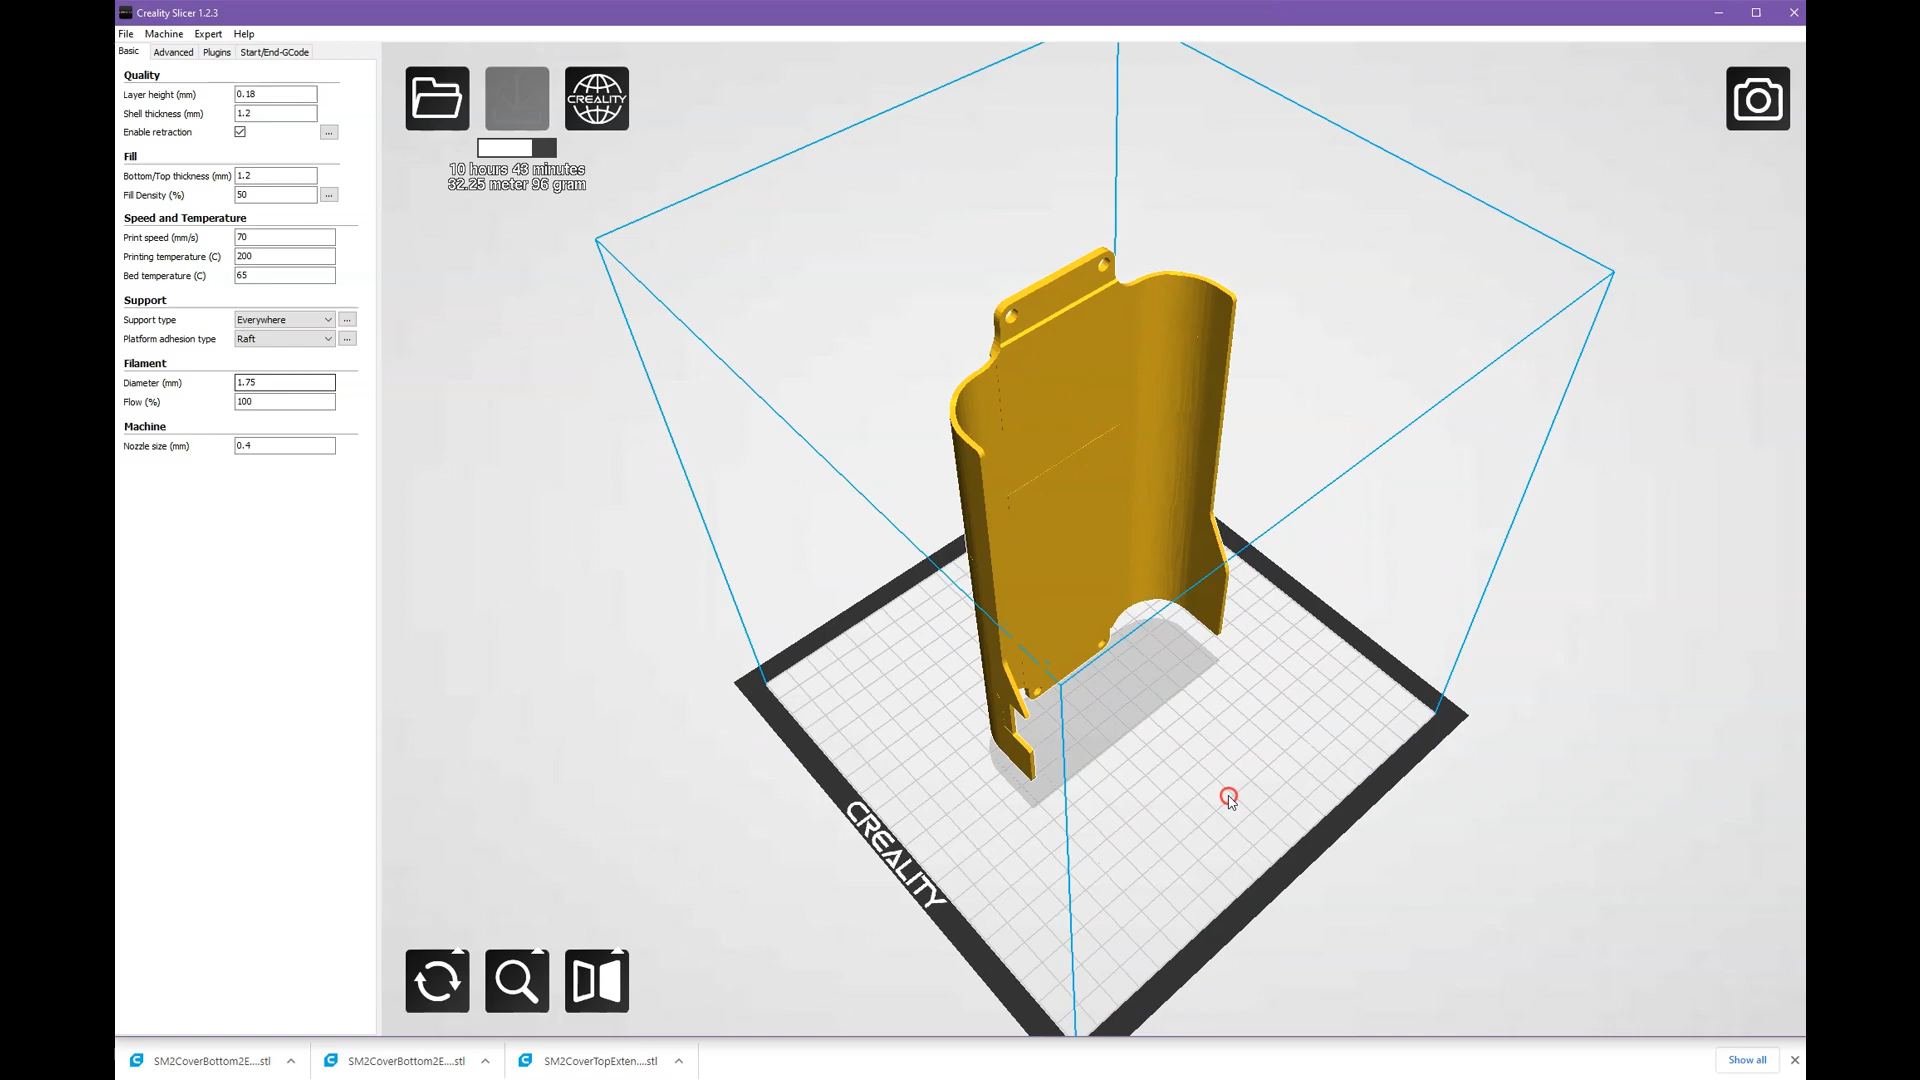 Creality Slicer 1.2.3
File Machine Expert Help
Basic Advanced Plugins Start/End-GCode
Quality
Layer height (mm) 0.18
Shell thickness (mm) 1.2
Enable retraction ...
Fill
Bottom/Top thickness (mm) 1.2
Fill Density (%) 50 ...
Speed and Temperature
Print speed (mm/s) 70
Printing temperature (C) 200
Bed temperature (C) 65
Support
Support type Everywhere ...
Platform adhesion type Raft ...
Filament
Diameter (mm) 1.75
Flow (%) 100
Machine
Nozzle size (mm) 0.4
CREALITY
10 hours 43 minutes
32.25 meter 96 gram
CREALITY
SM2CoverBottom2E....stl SM2CoverBottom2E....stl SM2CoverTopExten....stl Show all